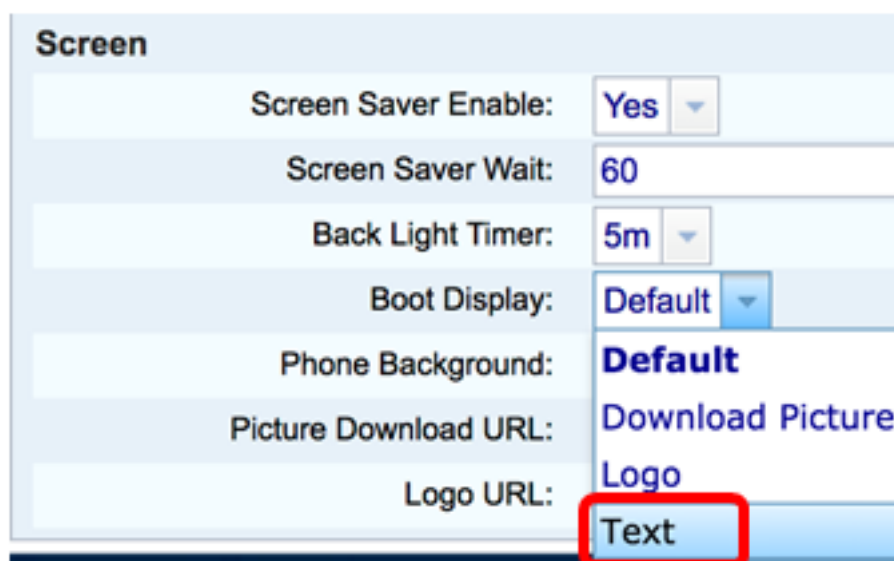 Screen
Screen Saver Enable: Yes
Screen Saver Wait: 60
Back Light Timer: 5m
Boot Display: Default
Phone Background: Default
Picture Download URL: Download Picture
Logo URL: Logo
Text